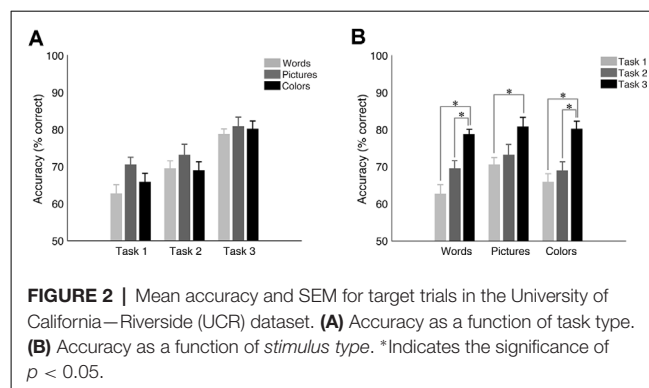 A
Words
Pictures
Colors
Accuracy (% correct)
100
90
80
70
60
50
Task 1
Task 2
Task 3
B
Task 1
Task 2
Task 3
* * * * *
Accuracy (% correct)
100
90
80
70
60
50
Words
Pictures
Colors
FIGURE 2 | Mean accuracy and SEM for target trials in the University of
California—Riverside (UCR) dataset. (A) Accuracy as a function of task type.
(B) Accuracy as a function of stimulus type. *Indicates the significance of
p < 0.05.